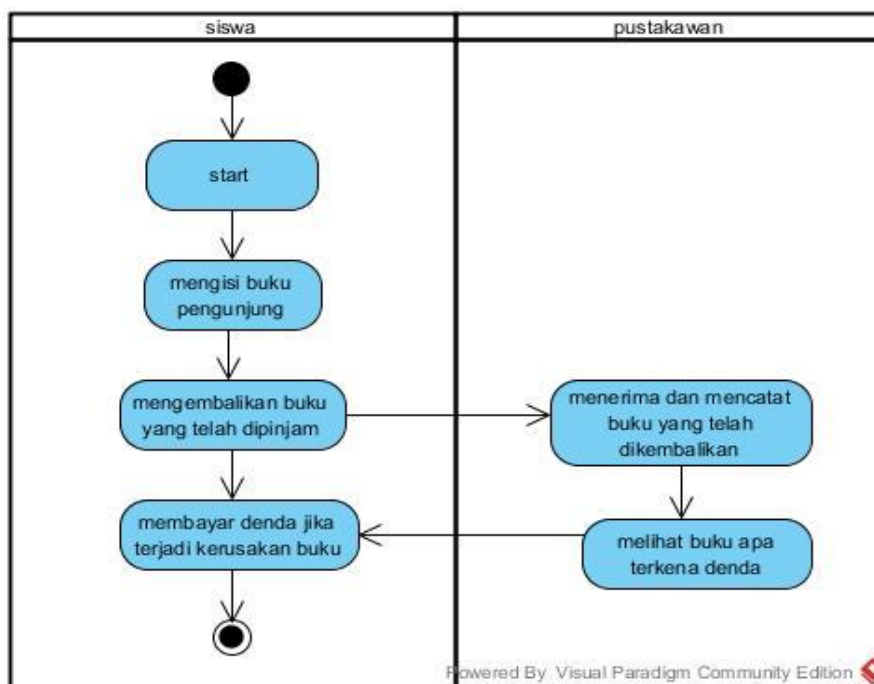 siswa
pustakawan
start
mengisi buku
pengunjung
mengembalikan buku
yang telah dipinjam
menerima dan mencatat
buku yang telah
dikembalikan
membayar denda jika
terjadi kerusakan buku
melihat buku apa
terkena denda
Powered By Visual Paradigm Community Edition